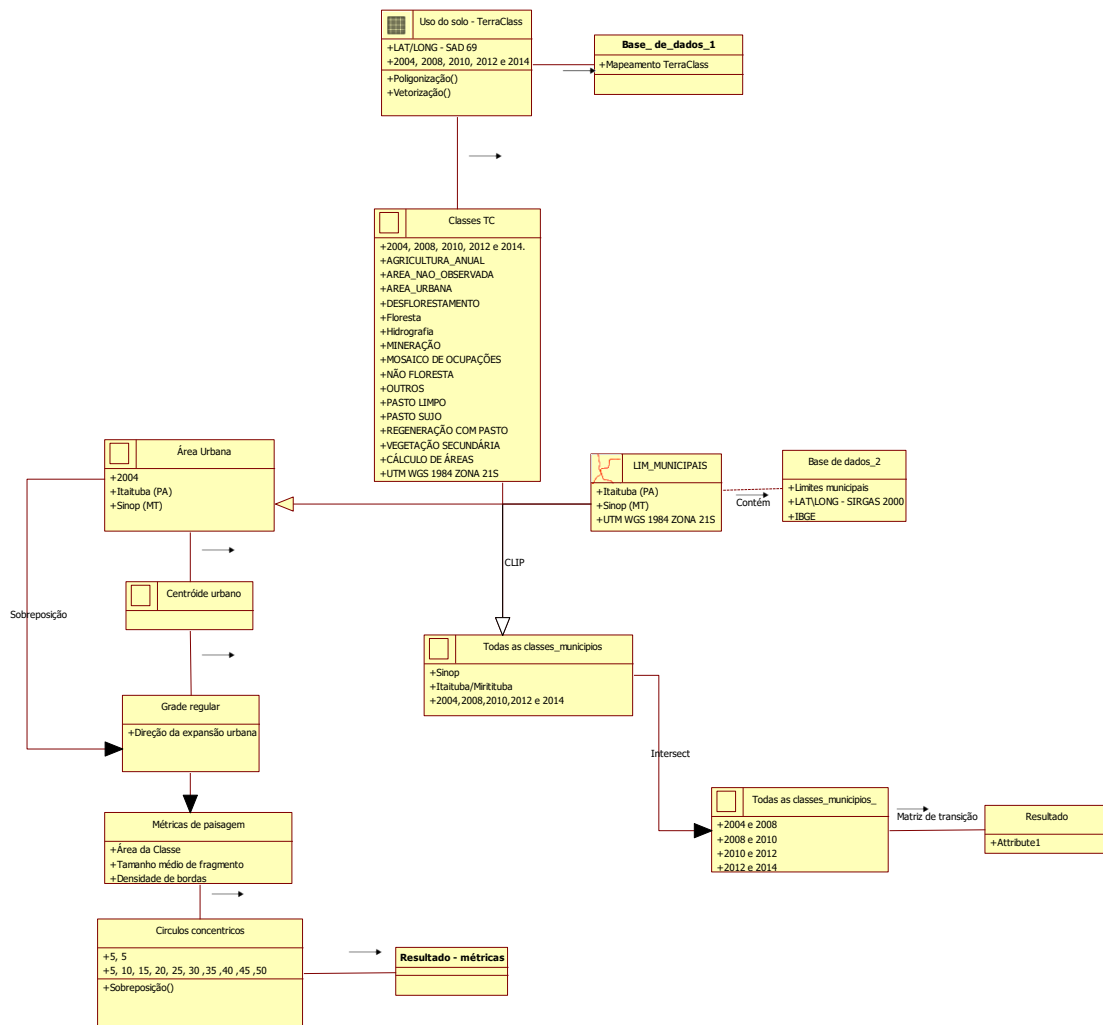 Uso do solo - TerraClass
+LAT/LONG - SAD 69
+2004, 2008, 2010, 2012 e 2014
+Poligonização()
+Vetorização()
Base_ de_dados_1
+Mapeamento TerraClass
Classes TC
+2004, 2008, 2010, 2012 e 2014.
+AGRICULTURA_ANUAL
+AREA_NAO_OBSERVADA
+AREA_URBANA
+DESFLORESTAMENTO
+Floresta
+Hidrografia
+MINERAÇÃO
+MOSAICO DE OCUPAÇÕES
+NÃO FLORESTA
+OUTROS
+PASTO LIMPO
+PASTO SUJO
+REGENERAÇÃO COM PASTO
+VEGETAÇÃO SECUNDÁRIA
+CÁLCULO DE ÁREAS
+UTM WGS 1984 ZONA 21S
Área Urbana
+2004
+Itaituba (PA)
+Sinop (MT)
LIM_MUNICIPAIS
+Itaituba (PA)
+Sinop (MT)
+UTM WGS 1984 ZONA 21S
Contém
Base de dados_2
+Limites municipais
+LAT\LONG - SIRGAS 2000
+IBGE
CLIP
Centróide urbano
Sobreposição
Todas as classes_municipios
+Sinop
+Itaituba/Miritituba
+2004,2008,2010,2012 e 2014
Grade regular
+Direção da expansão urbana
Intersect
Todas as classes_municipios_
+2004 e 2008
+2008 e 2010
+2010 e 2012
+2012 e 2014
Matriz de transição
Resultado
+Attribute1
Métricas de paisagem
+Área da Classe
+Tamanho médio de fragmento
+Densidade de bordas
Circulos concentricos
+5, 5
+5, 10, 15, 20, 25, 30 ,35 ,40 ,45 ,50
+Sobreposição()
Resultado - métricas